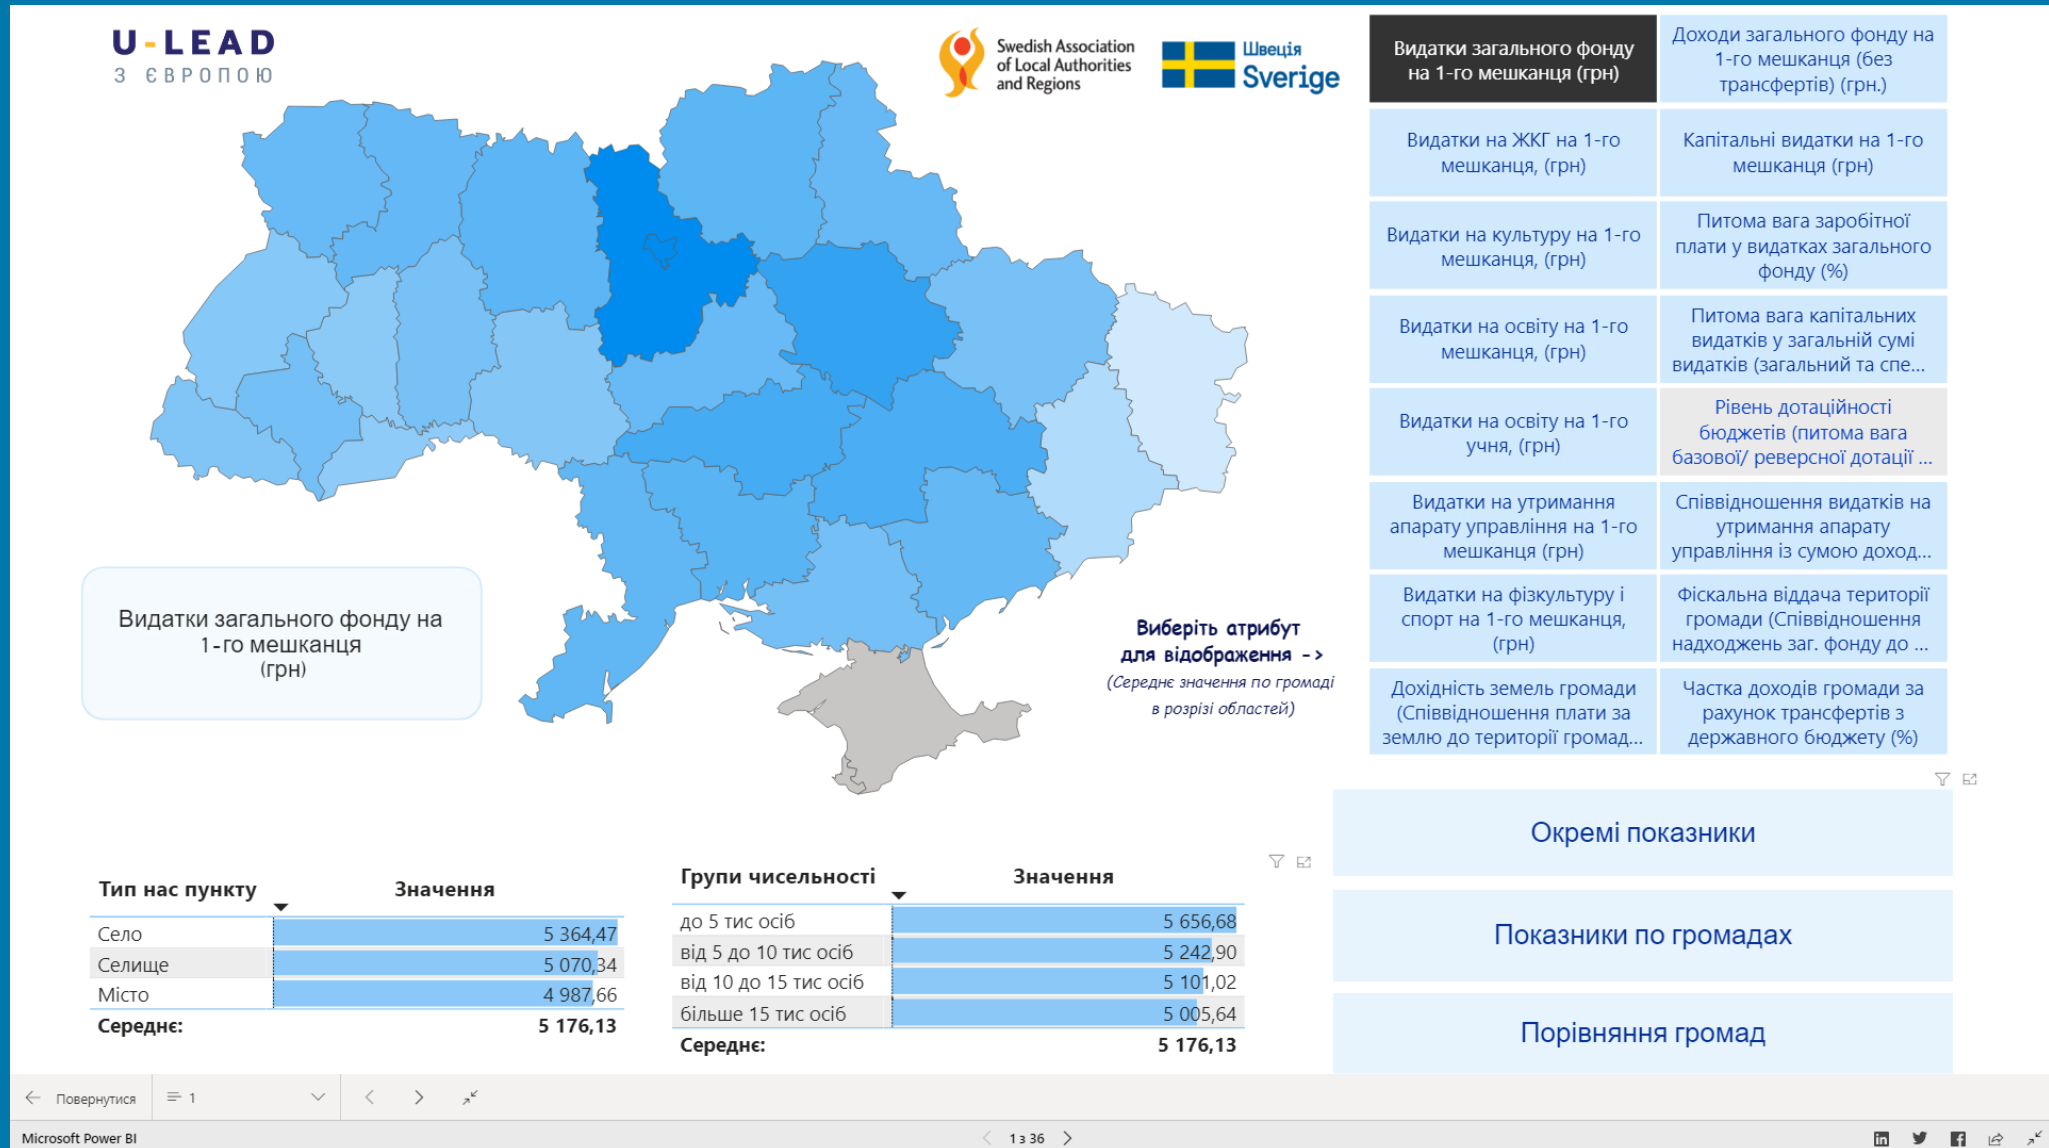 U-LEAD
З ЄВРОПОЮ
Swedish Association
of Local Authorities
and Regions
Швеція
Sverige
Видатки загального фонду
на 1-го мешканця (грн)
Доходи загального фонду на
1-го мешканця (без
трансфертів) (грн.)
Видатки на ЖКГ на 1-го
мешканця, (грн)
Капітальні видатки на 1-го
мешканця (грн)
Видатки на культуру на 1-го
мешканця, (грн)
Питома вага заробітної
плати у видатках загального
фонду (%)
Видатки на освіту на 1-го
мешканця, (грн)
Питома вага капітальних
видатків у загальній сумі
видатків (загальний та спе...
Видатки на освіту на 1-го
учня, (грн)
Рівень дотаційності
бюджетів (питома вага
базової/ реверсної дотації ...
Видатки на утримання
апарату управління на 1-го
мешканця (грн)
Співвідношення видатків на
утримання апарату
управління із сумою доход...
Видатки на фізкультуру і
спорт на 1-го мешканця,
(грн)
Фіскальна віддача території
громади (Співвідношення
надходжень заг. фонду до ...
Дохідність земель громади
(Співвідношення плати за
землю до території громад...
Частка доходів громади за
рахунок трансфертів з
державного бюджету (%)
Видатки загального фонду на
1-го мешканця
(грн)
Виберіть атрибут
для відображення ->
(Середнє значення по громаді
в розрізі областей)
Окремі показники
Показники по громадах
Порівняння громад
Тип нас пункту Значення
Село 5 364,47
Селище 5 070,34
Місто 4 987,66
Середнє: 5 176,13
Групи чисельності Значення
до 5 тис осіб 5 656,68
від 5 до 10 тис осіб 5 242,90
від 10 до 15 тис осіб 5 101,02
більше 15 тис осіб 5 005,64
Середнє: 5 176,13
Повернутися 1
Microsoft Power BI 1 з 36